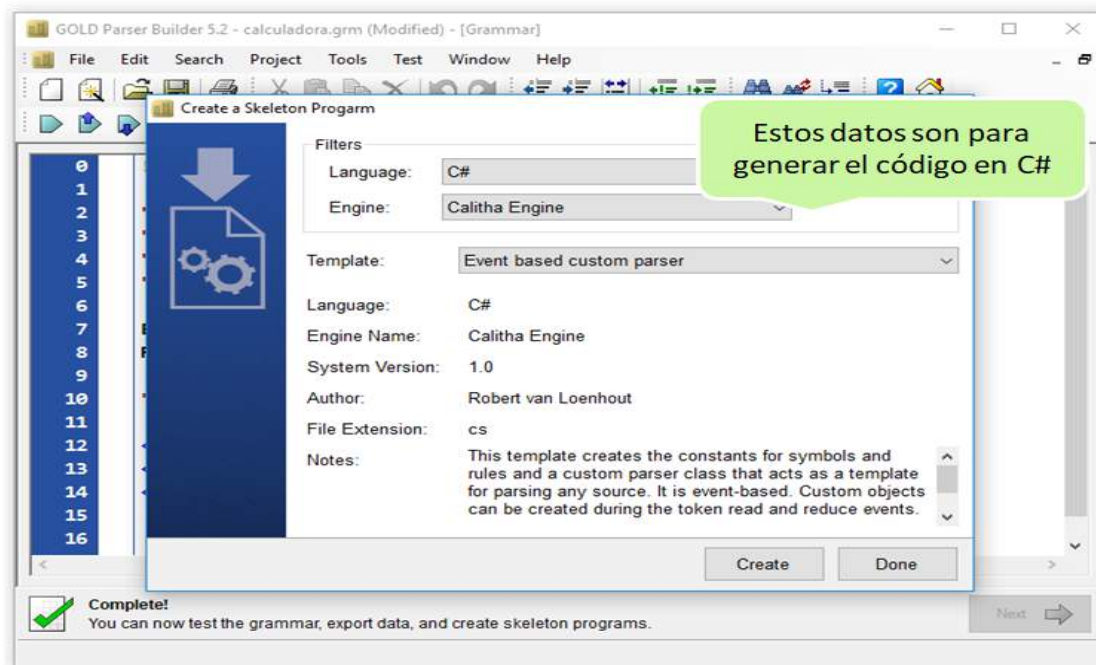 GOLD Parser Builder 5.2 - calculadora.grm (Modified) - [Grammar]
File Edit Search Project Tools Test Window Help
Create a Skeleton Progarm
Estos datos son para
generar el código en C#
Filters
Language: C#
Engine: Calitha Engine
Template: Event based custom parser
Language: C#
Engine Name: Calitha Engine
System Version: 1.0
Author: Robert van Loenhout
File Extension: cs
Notes: This template creates the constants for symbols and
rules and a custom parser class that acts as a template
for parsing any source. It is event-based. Custom objects
can be created during the token read and reduce events.
0
1
2
3
4
5
6
7
8
9
10
11
12
13
14
15
16
Create Done
Complete!
You can now test the grammar, export data, and create skeleton programs.
Next